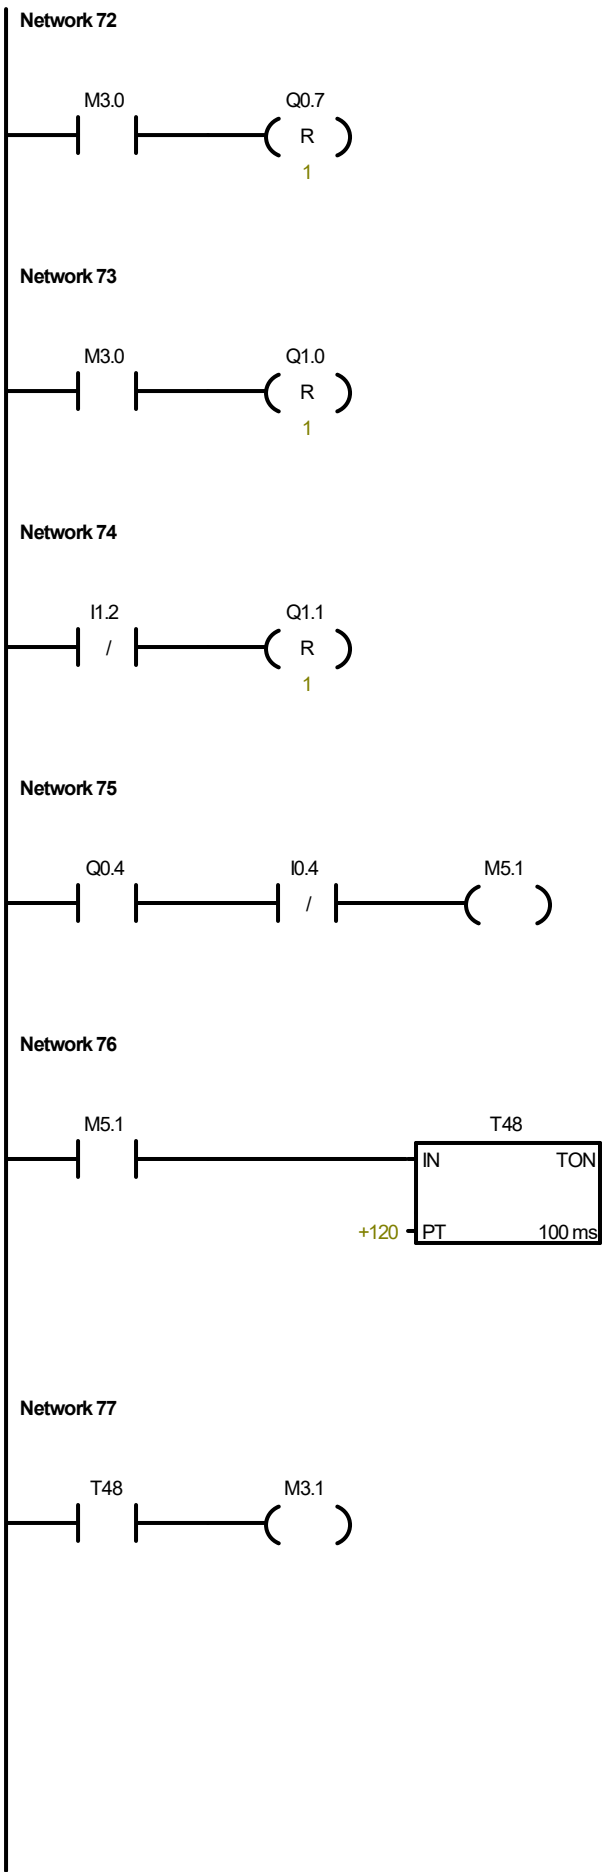 Network 72
M3.0 Q0.7
R
1
Network 73
M3.0 Q1.0
R
1
Network 74
I1.2 Q1.1
/ R
1
Network 75
Q0.4 I0.4 M5.1
/
Network 76
M5.1 T48
IN TON
+120 PT 100 ms
Network 77
T48 M3.1